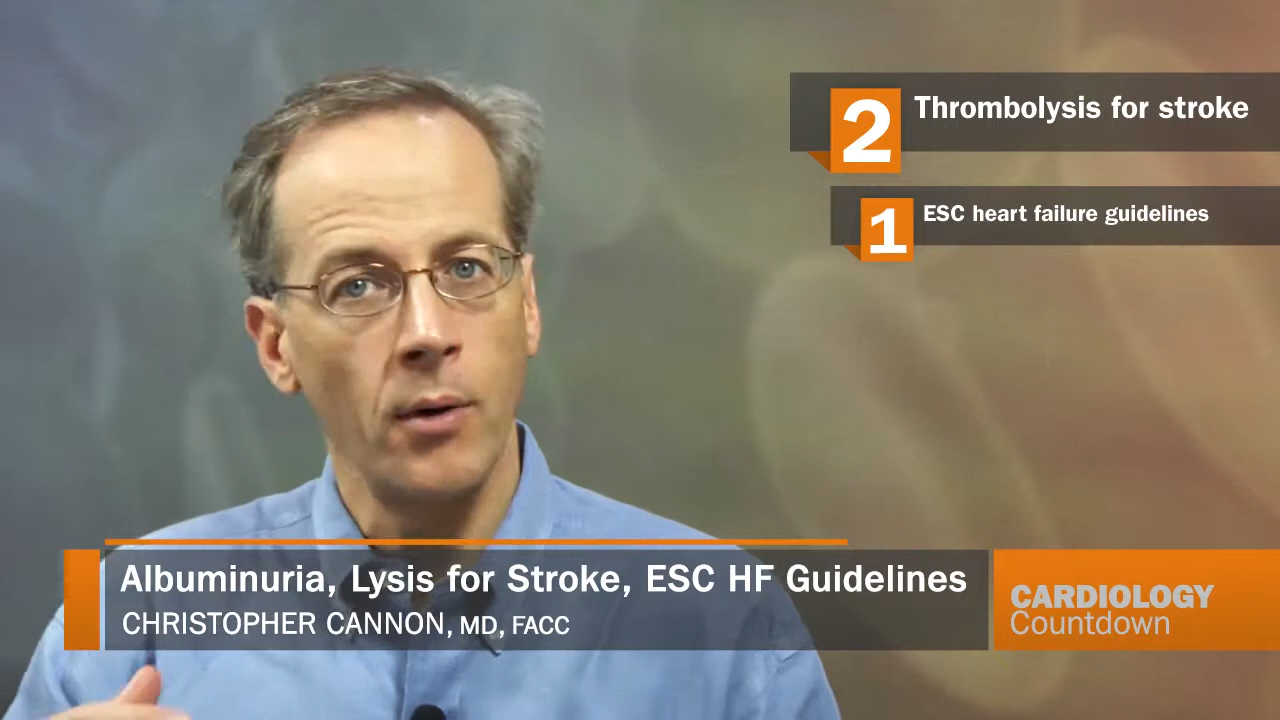 2 Thrombolysis for stroke
1 ESC heart failure guidelines
Albuminuria, Lysis for Stroke, ESC HF Guidelines
CHRISTOPHER CANNON, MD, FACC
CARDIOLOGY
Countdown